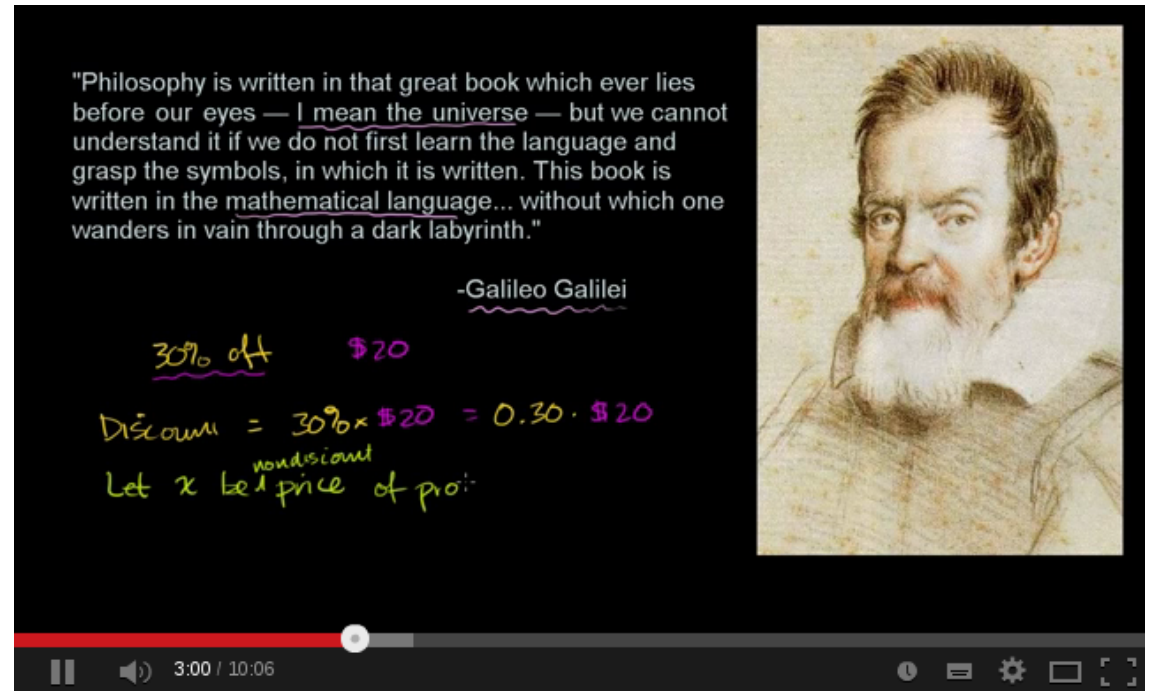 "Philosophy is written in that great book which ever lies
before our eyes — I mean the universe — but we cannot
understand it if we do not first learn the language and
grasp the symbols, in which it is written. This book is
written in the mathematical language... without which one
wanders in vain through a dark labyrinth."
-Galileo Galilei
30% off $20
Discount = 30% × $20 = 0.30 · $20
nondiscount
Let x be price of pro
3:00 / 10:06